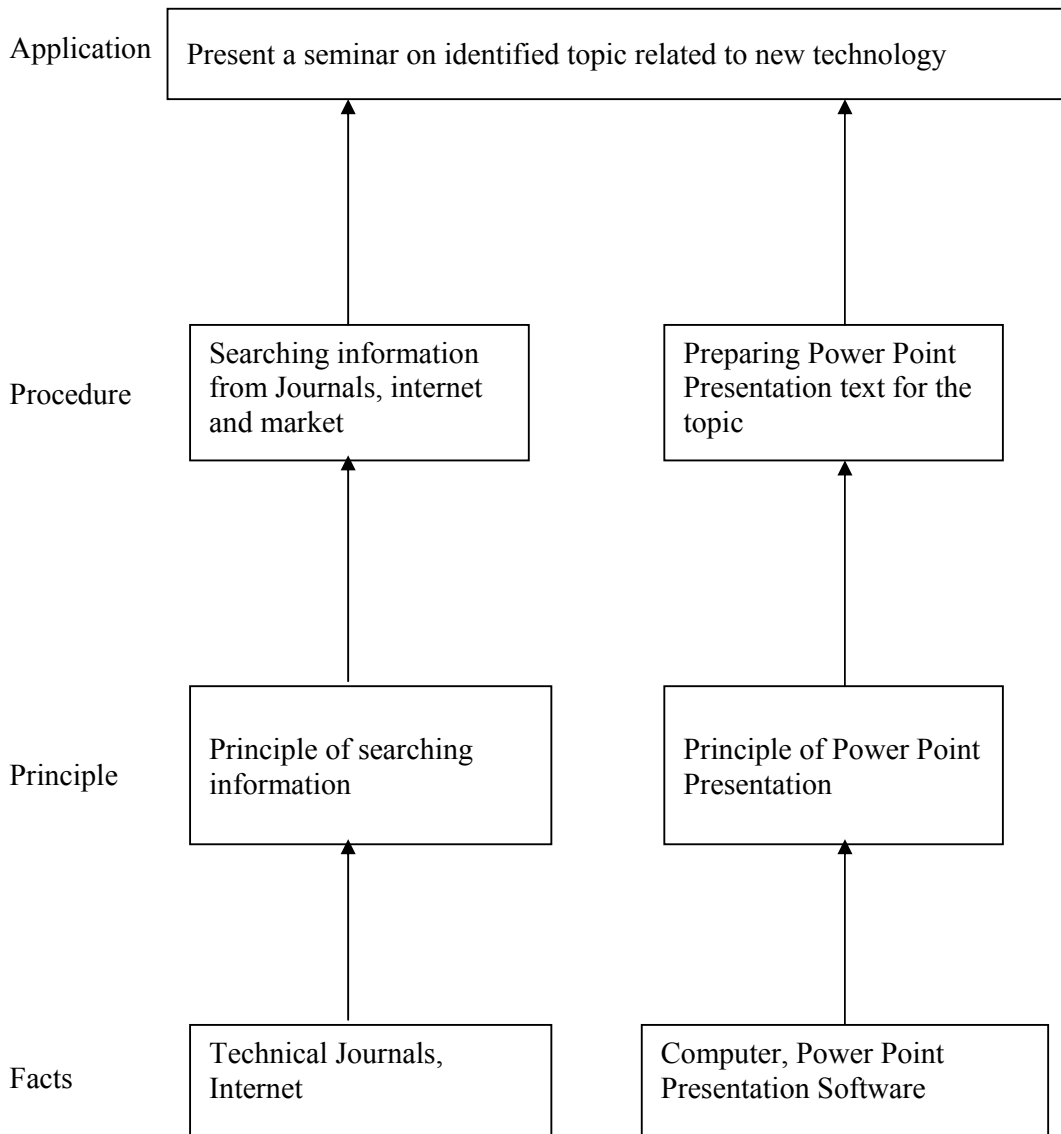 Application
Present a seminar on identified topic related to new technology
Procedure
Searching information
from Journals, internet
and market
Preparing Power Point
Presentation text for the
topic
Principle
Principle of searching
information
Principle of Power Point
Presentation
Facts
Technical Journals,
Internet
Computer, Power Point
Presentation Software